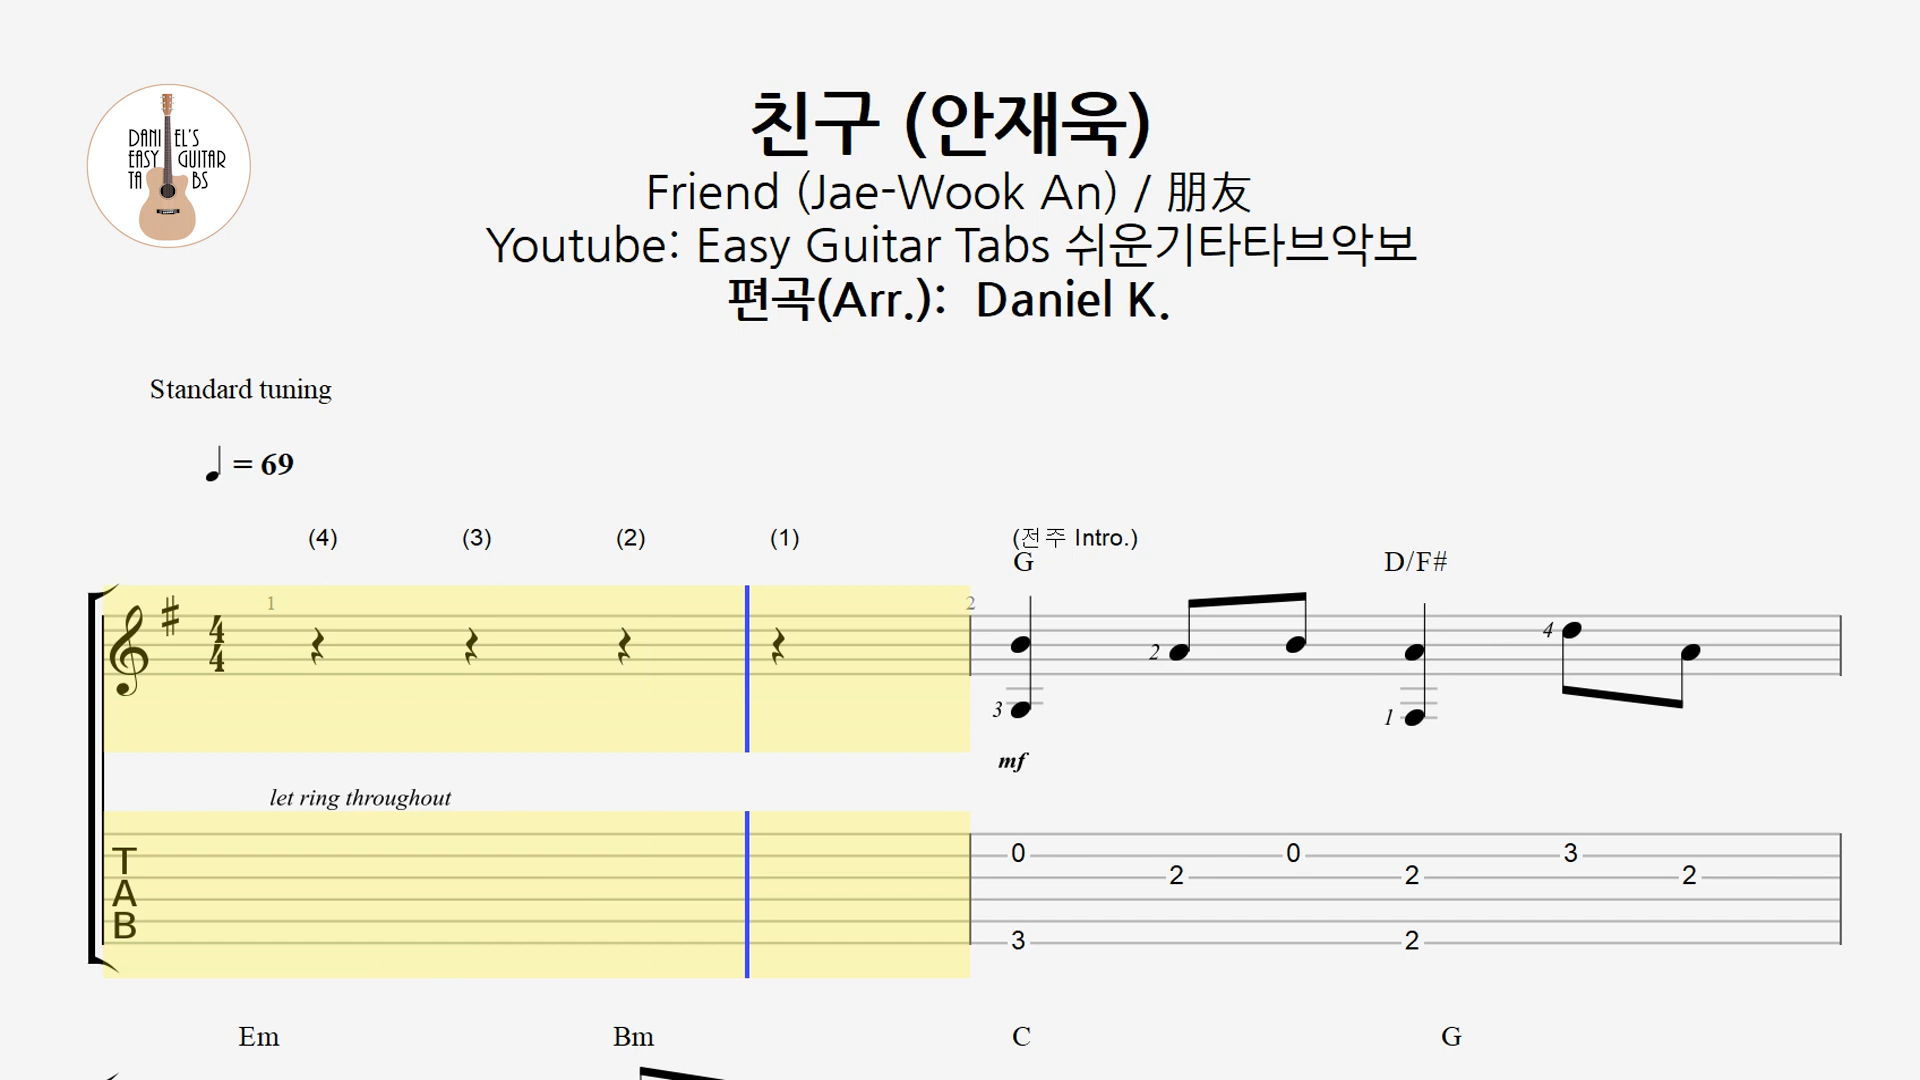 DANIEL'S
EASY GUITAR
TABS
친구 (안재욱)
Friend (Jae-Wook An) / 朋友
Youtube: Easy Guitar Tabs 쉬운기타타브악보
편곡(Arr.): Daniel K.
Standard tuning
♩ = 69
(4) (3) (2) (1) (전주 Intro.)
G D/F#
1 2
4 4
2 4
3 1
mf
let ring throughout
TAB
0 0 3
2 2 2
3 2
Em Bm C G